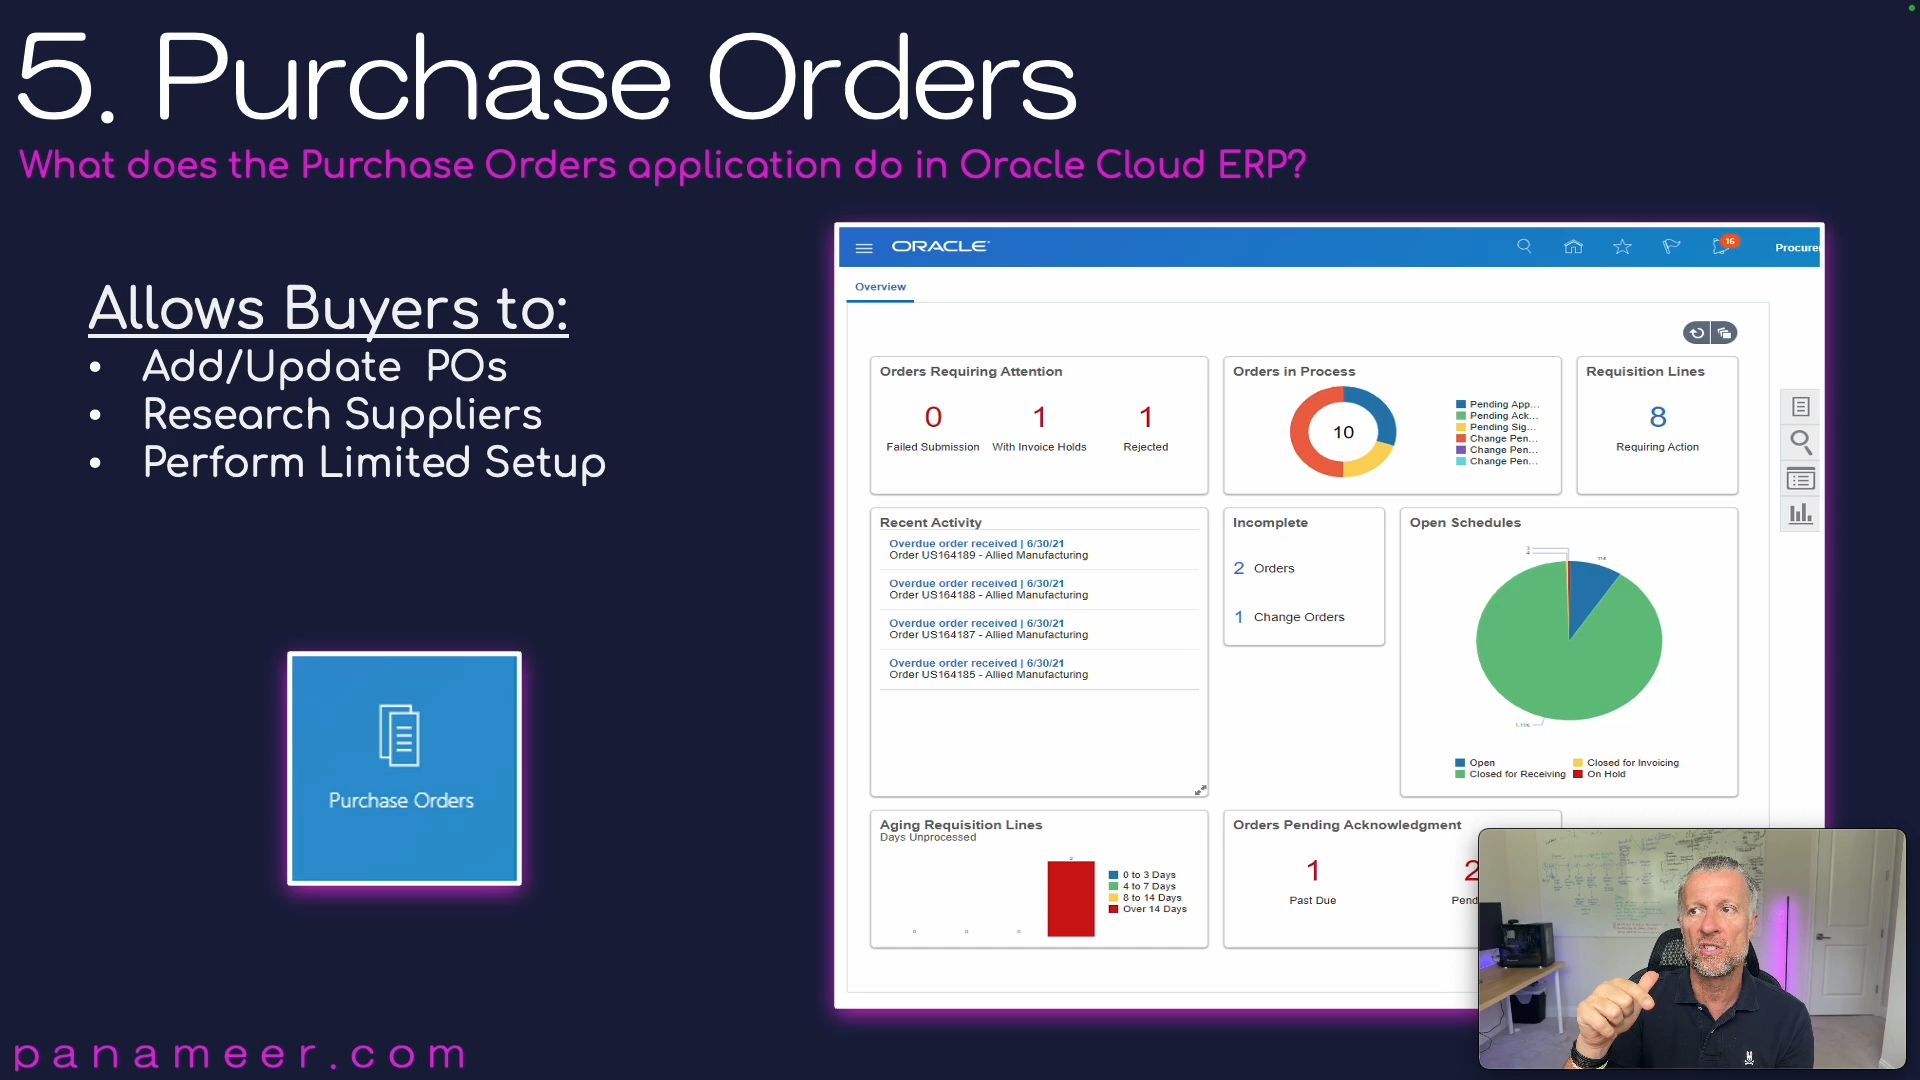 5. Purchase Orders
What does the Purchase Orders application do in Oracle Cloud ERP?
Allows Buyers to:
• Add/Update POs
• Research Suppliers
• Perform Limited Setup
Purchase Orders
panameer.com
ORACLE
16
Procure
Overview
Orders Requiring Attention
0
1
1
Failed Submission
With Invoice Holds
Rejected
Orders in Process
10
Pending App...
Pending Ack...
Pending Sig...
Change Pen...
Change Pen...
Change Pen...
Requisition Lines
8
Requiring Action
Recent Activity
Overdue order received | 6/30/21
Order US164189 - Allied Manufacturing
Overdue order received | 6/30/21
Order US164188 - Allied Manufacturing
Overdue order received | 6/30/21
Order US164187 - Allied Manufacturing
Overdue order received | 6/30/21
Order US164185 - Allied Manufacturing
Incomplete
2 Orders
1 Change Orders
Open Schedules
Open
Closed for Invoicing
Closed for Receiving
On Hold
Aging Requisition Lines
Days Unprocessed
2
0
0
0
0 to 3 Days
4 to 7 Days
8 to 14 Days
Over 14 Days
Orders Pending Acknowledgment
1
2
Past Due
Pend